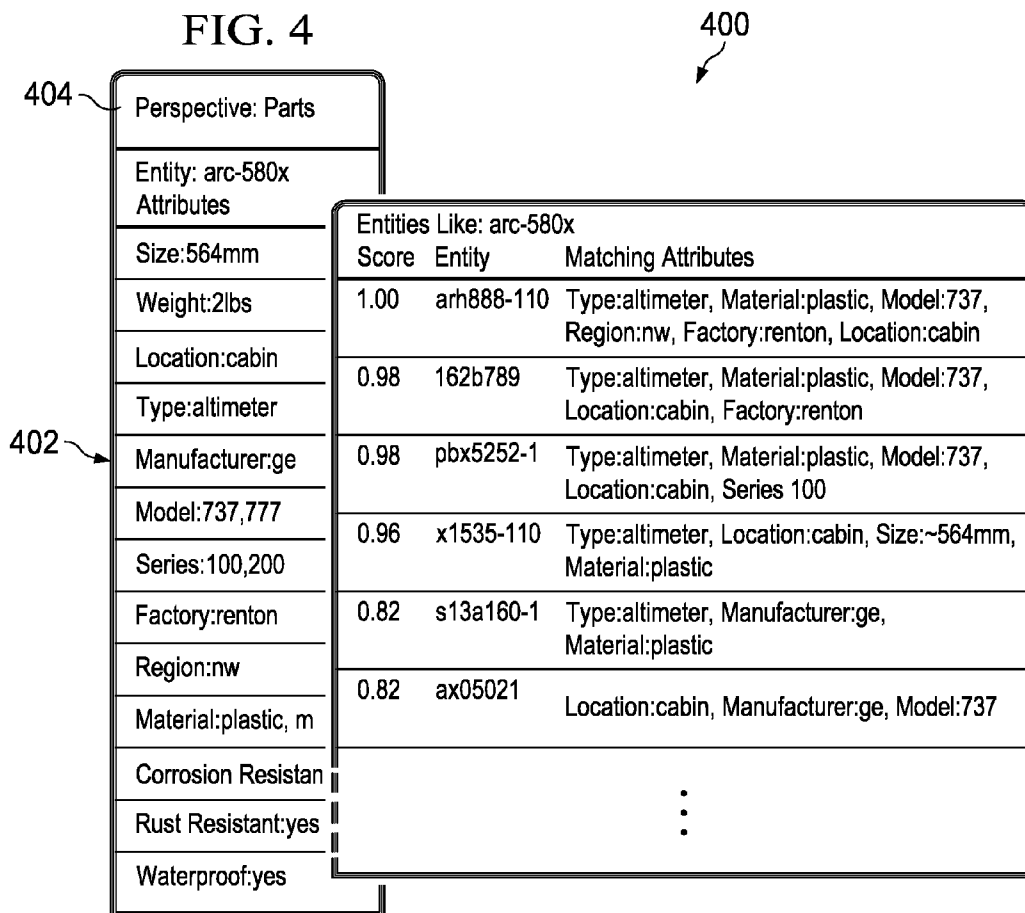 FIG. 4
400
404
Perspective: Parts
Entity: arc-580x
Attributes
Size:564mm
Weight:2lbs
Location:cabin
Type:altimeter
402
Manufacturer:ge
Model:737,777
Series:100,200
Factory:renton
Region:nw
Material:plastic, m
Corrosion Resistan
Rust Resistant:yes
Waterproof:yes
Entities Like: arc-580x
Score Entity Matching Attributes
1.00 arh888-110 Type:altimeter, Material:plastic, Model:737,
Region:nw, Factory:renton, Location:cabin
0.98 162b789 Type:altimeter, Material:plastic, Model:737,
Location:cabin, Factory:renton
0.98 pbx5252-1 Type:altimeter, Material:plastic, Model:737,
Location:cabin, Series 100
0.96 x1535-110 Type:altimeter, Location:cabin, Size:~564mm,
Material:plastic
0.82 s13a160-1 Type:altimeter, Manufacturer:ge,
Material:plastic
0.82 ax05021 Location:cabin, Manufacturer:ge, Model:737